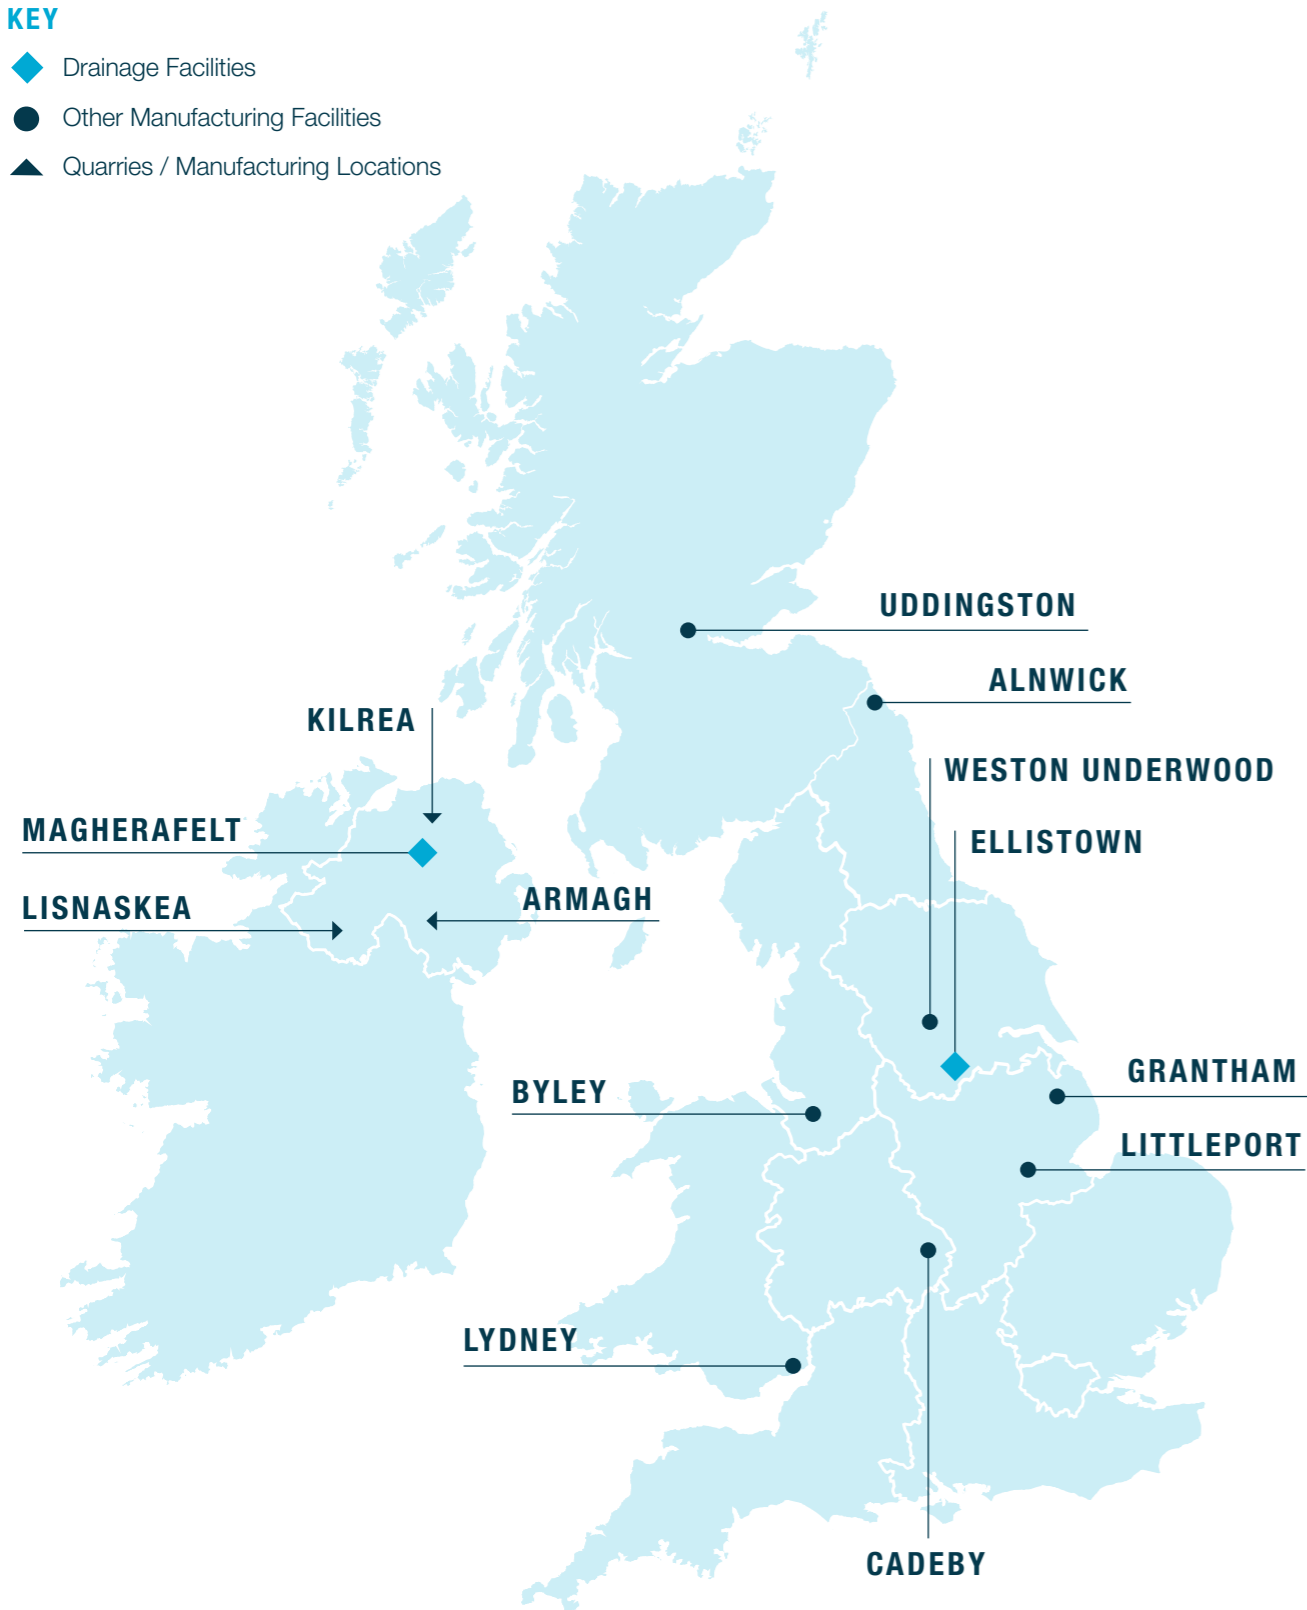 KEY
Drainage Facilities
Other Manufacturing Facilities
Quarries / Manufacturing Locations
UDDINGSTON
ALNWICK
KILREA
WESTON UNDERWOOD
MAGHERAFELT
ELLISTOWN
LISNASKEA
ARMAGH
GRANTHAM
BYLEY
LITTLEPORT
LYDNEY
CADEBY